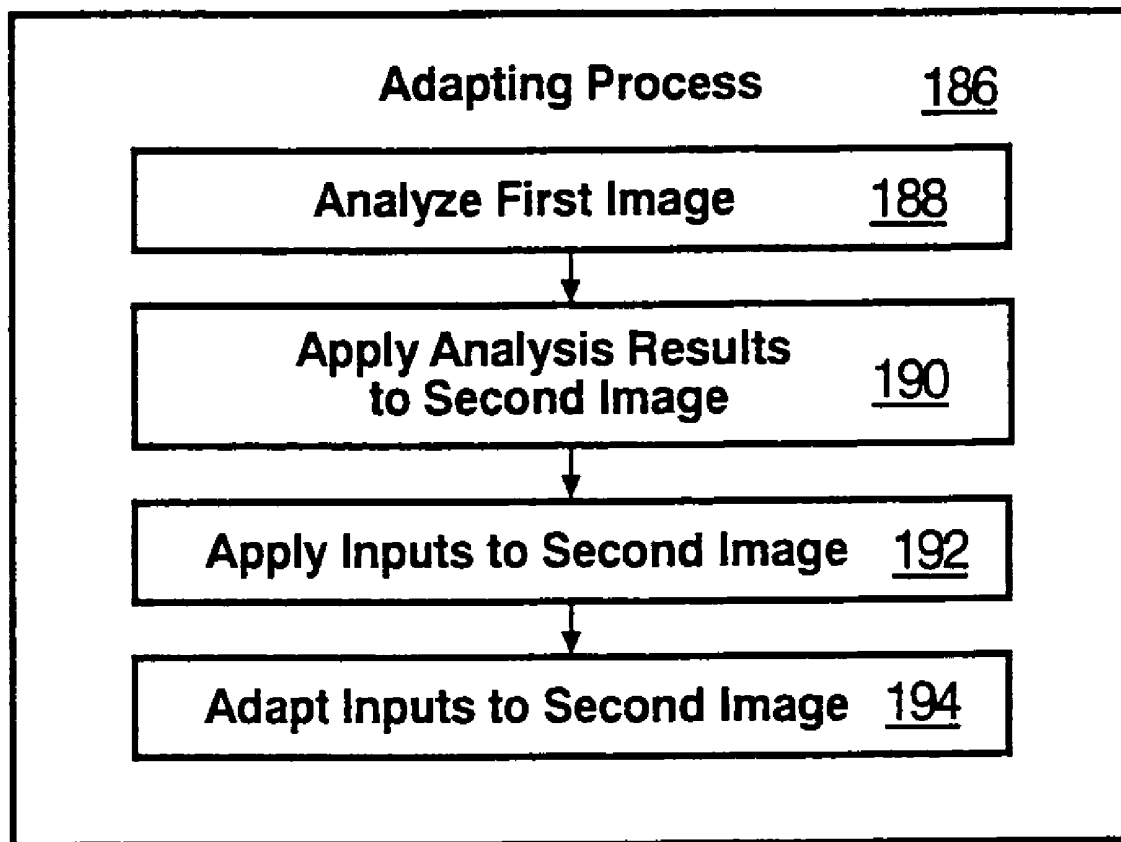 Adapting Process 186
Analyze First Image 188
Apply Analysis Results
to Second Image 190
Apply Inputs to Second Image 192
Adapt Inputs to Second Image 194